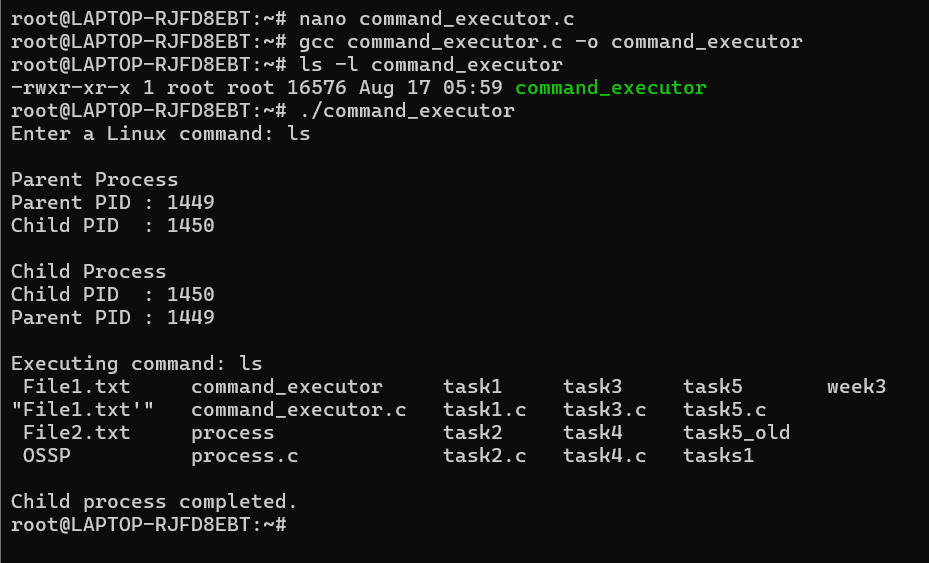 root@LAPTOP-RJFD8EBT:~# nano command_executor.c
root@LAPTOP-RJFD8EBT:~# gcc command_executor.c -o command_executor
root@LAPTOP-RJFD8EBT:~# ls -l command_executor
-rwxr-xr-x 1 root root 16576 Aug 17 05:59 command_executor
root@LAPTOP-RJFD8EBT:~# ./command_executor
Enter a Linux command: ls

Parent Process
Parent PID : 1449
Child PID  : 1450

Child Process
Child PID  : 1450
Parent PID : 1449

Executing command: ls
 File1.txt     command_executor     task1     task3     task5       week3
"File1.txt'"   command_executor.c   task1.c   task3.c   task5.c
 File2.txt     process              task2     task4     task5_old
 OSSP          process.c            task2.c   task4.c   tasks1

Child process completed.
root@LAPTOP-RJFD8EBT:~#